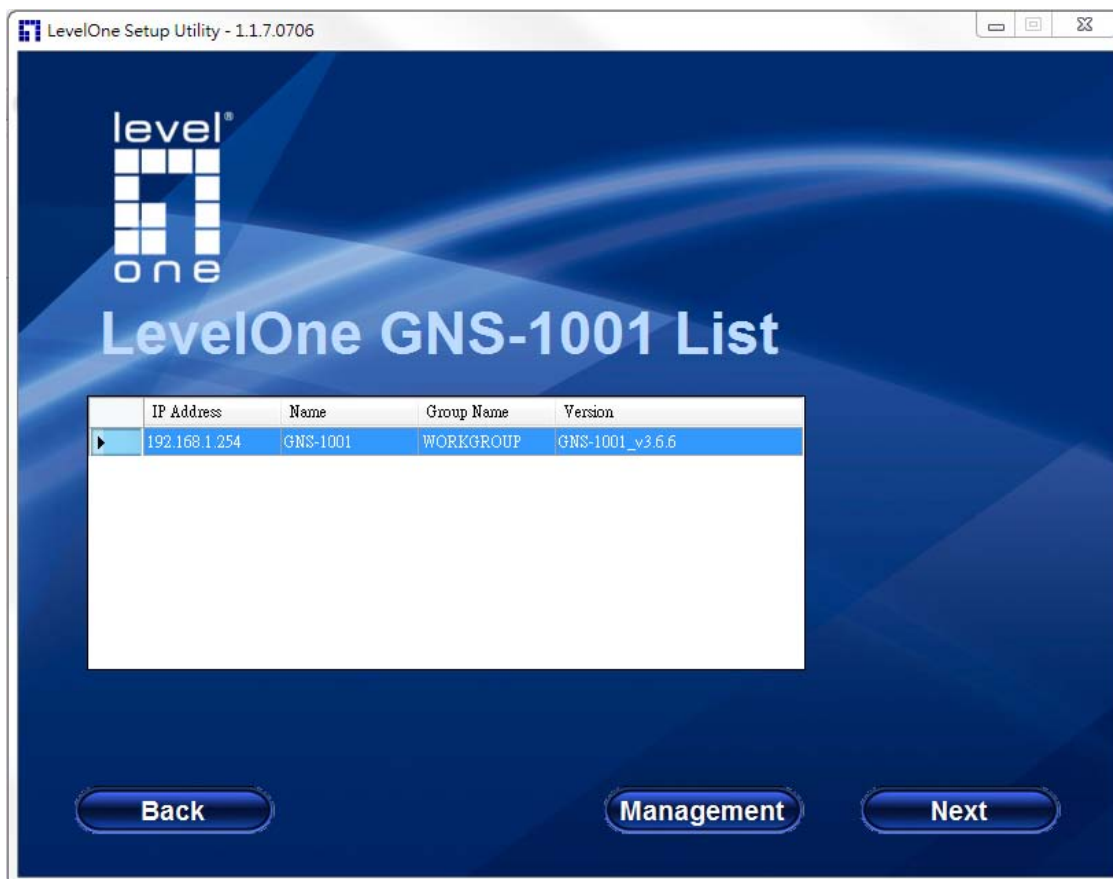 LevelOne Setup Utility - 1.1.7.0706
level®
one
LevelOne GNS-1001 List
IP Address Name Group Name Version
192.168.1.254 GNS-1001 WORKGROUP GNS-1001_v3.6.6
Back Management Next